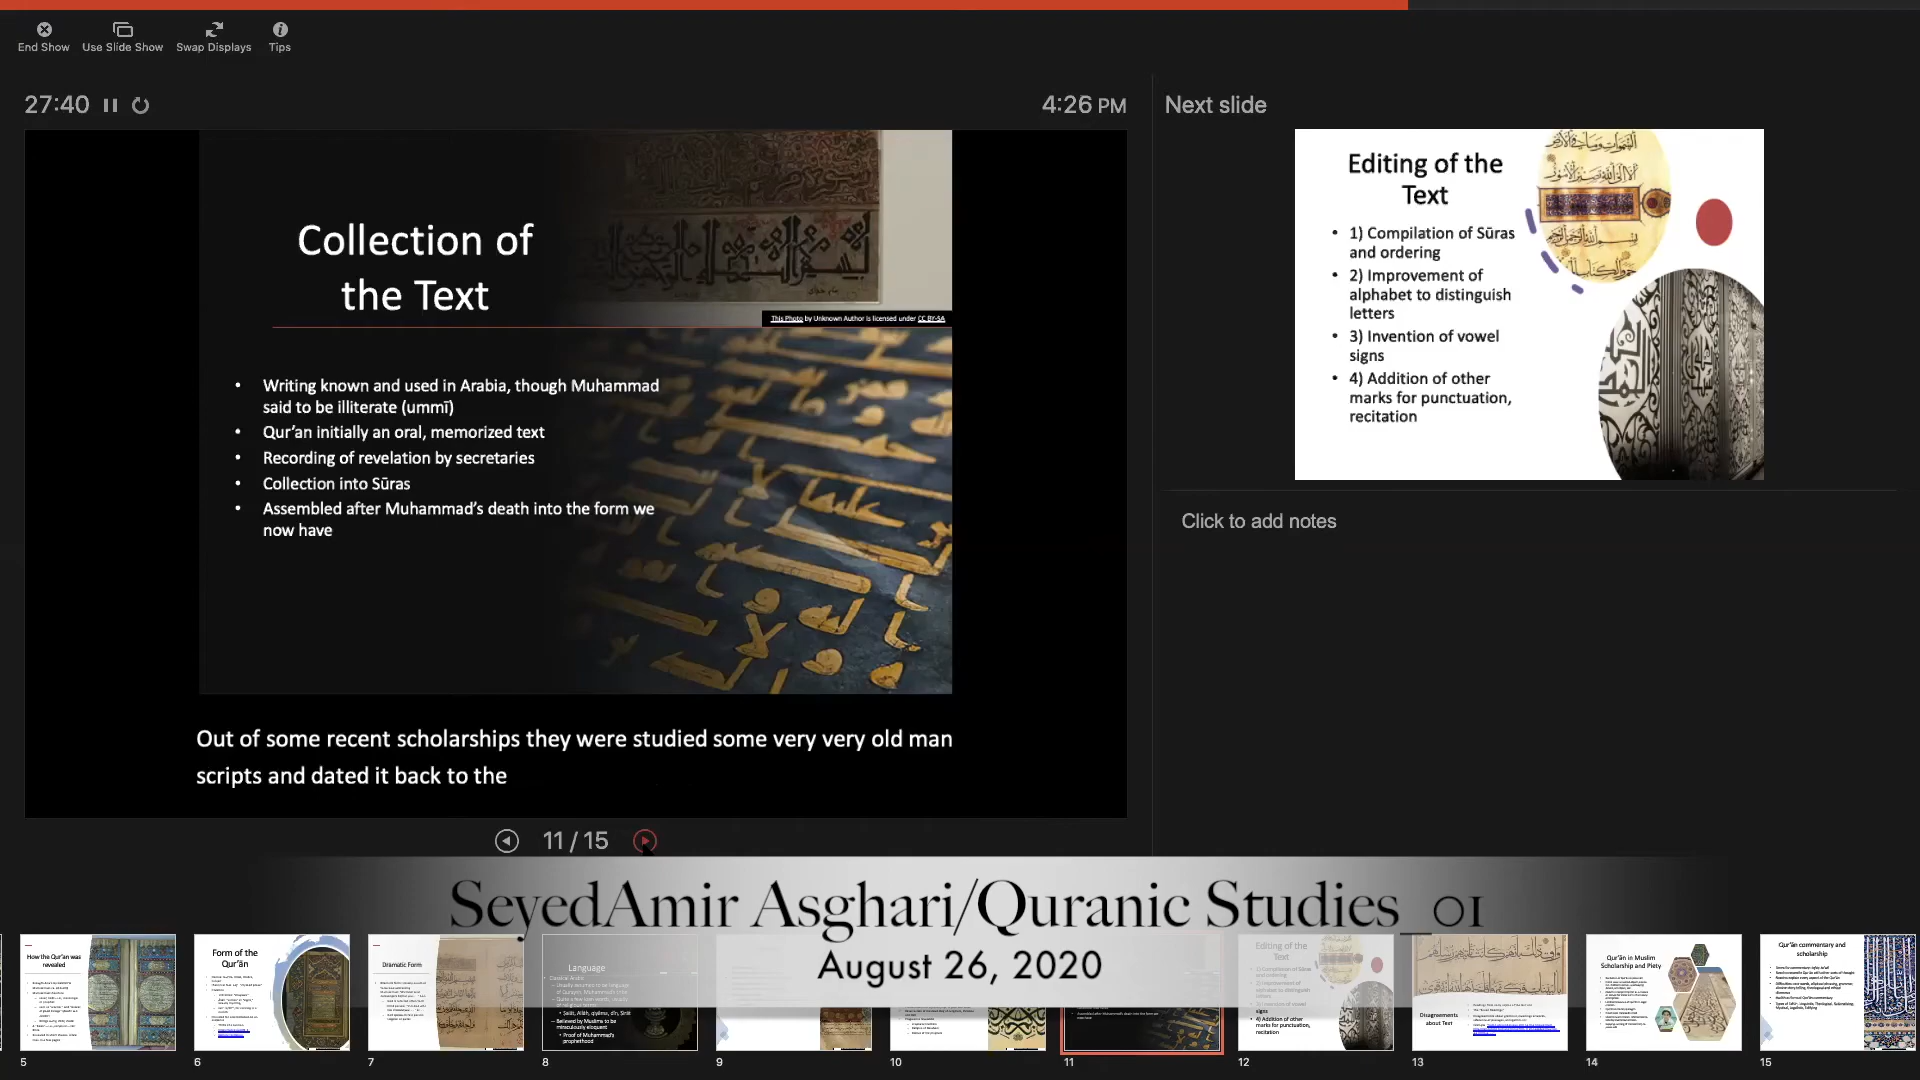 End Show
Use Slide Show
Swap Displays
Tips
27:40
4:26 PM
Next slide
Collection of
the Text
This Photo by Unknown Author is licensed under CC BY-SA
• Writing known and used in Arabia, though Muhammad
said to be illiterate (ummī)
• Qur’an initially an oral, memorized text
• Recording of revelation by secretaries
• Collection into Sūras
• Assembled after Muhammad’s death into the form we
now have
Editing of the
Text
• 1) Compilation of Sūras
and ordering
• 2) Improvement of
alphabet to distinguish
letters
• 3) Invention of vowel
signs
• 4) Addition of other
marks for punctuation,
recitation
Click to add notes
Out of some recent scholarships they were studied some very very old man
scripts and dated it back to the
11 / 15
SeyedAmir Asghari/Quranic Studies_01
August 26, 2020
How the Qur’an was
revealed
Form of the
Qur’ān
Dramatic Form
Language
Editing of the
Text
Disagreements
about Text
Qur’ān in Muslim
Scholarship and Piety
Qur’ān commentary and
scholarship
5
6
7
8
9
10
11
12
13
14
15